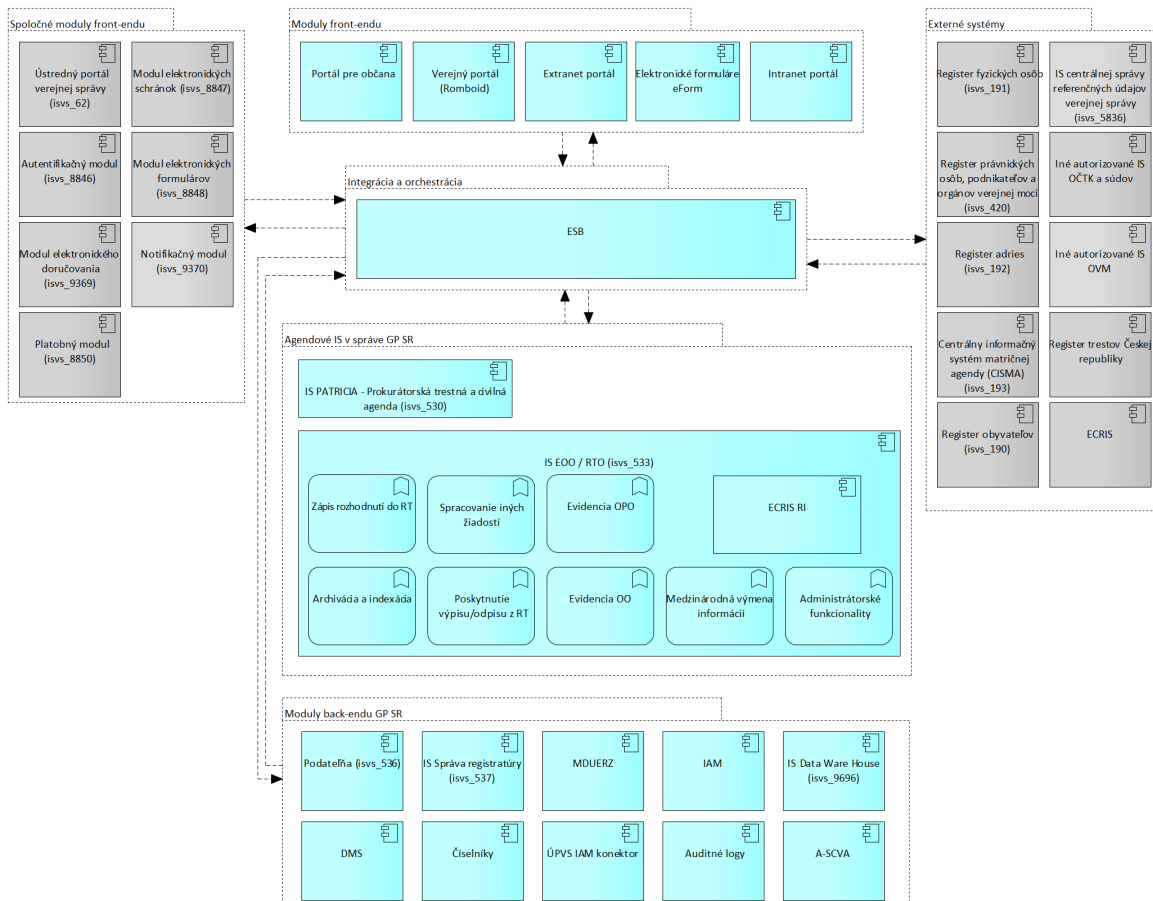 Spoločné moduly front-endu
Ústredný portál
verejnej správy
(isvs_62)
Modul elektronických
schránok (isvs_8847)
Autentifikačný modul
(isvs_8846)
Modul elektronických
formulárov
(isvs_8848)
Modul elektronického
doručovania
(isvs_9369)
Notifikačný modul
(isvs_9370)
Platobný modul
(isvs_8850)
Moduly front-endu
Portál pre občana
Verejný portál
(Romboid)
Extranet portál
Elektronické formuláre
eForm
Intranet portál
Integrácia a orchestrácia
ESB
Agendové IS v správe GP SR
IS PATRICIA - Prokurátorská trestná a civilná
agenda (isvs_530)
IS EOO / RTO (isvs_533)
Zápis rozhodnutí do RT
Spracovanie iných
žiadostí
Evidencia OPO
ECRIS RI
Archivácia a indexácia
Poskytnutie
výpisu/odpisu z RT
Evidencia OO
Medzinárodná výmena
informácií
Administrátorské
funkcionality
Moduly back-endu GP SR
Podateľňa (isvs_536)
IS Správa registratúry
(isvs_537)
MDUERZ
IAM
IS Data Ware House
(isvs_9696)
DMS
Číselníky
ÚPVS IAM konektor
Auditné logy
A-SCVA
Externé systémy
Register fyzických osôb
(isvs_191)
IS centrálnej správy
referenčných údajov
verejnej správy
(isvs_5836)
Register právnických
osôb, podnikateľov a
orgánov verejnej moci
(isvs_420)
Iné autorizované IS
OČTK a súdov
Register adries
(isvs_192)
Iné autorizované IS
OVM
Centrálny informačný
systém matričnej
agendy (CISMA)
(isvs_193)
Register trestov Českej
republiky
Register obyvateľov
(isvs_190)
ECRIS